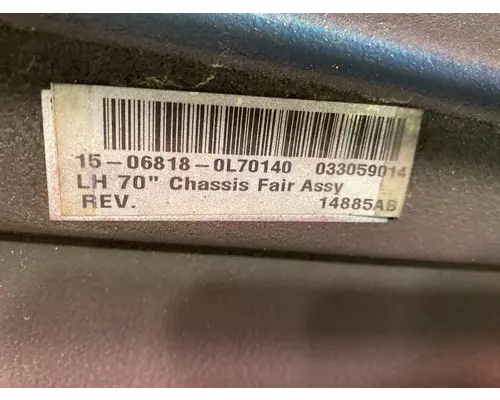 15-06818-0L70140 033059014
LH 70" Chassis Fair Assy
REV. 14885AB